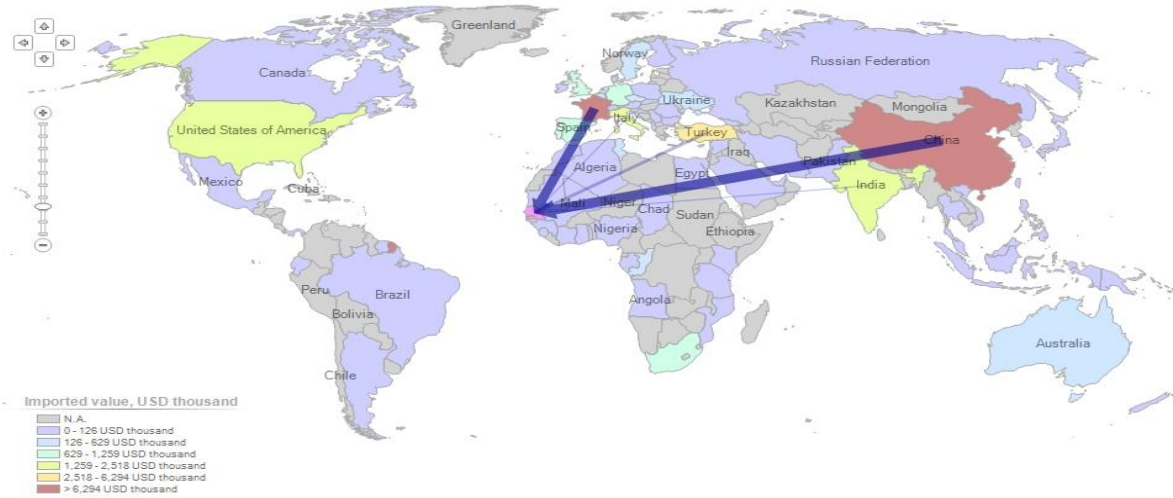 Greenland
Norway
Canada
Russian Federation
Ukraine
Kazakhstan
Mongolia
United States of America
Spain
Italy
Turkey
China
Iraq
Algeria
Pakistan
Mexico
Cuba
Egypt
India
Mali
Niger
Chad
Sudan
Nigeria
Ethiopia
Peru
Brazil
Angola
Bolivia
Australia
Chile
Imported value, USD thousand
N.A.
0 - 126 USD thousand
126 - 629 USD thousand
629 - 1,259 USD thousand
1,259 - 2,518 USD thousand
2,518 - 6,294 USD thousand
> 6,294 USD thousand